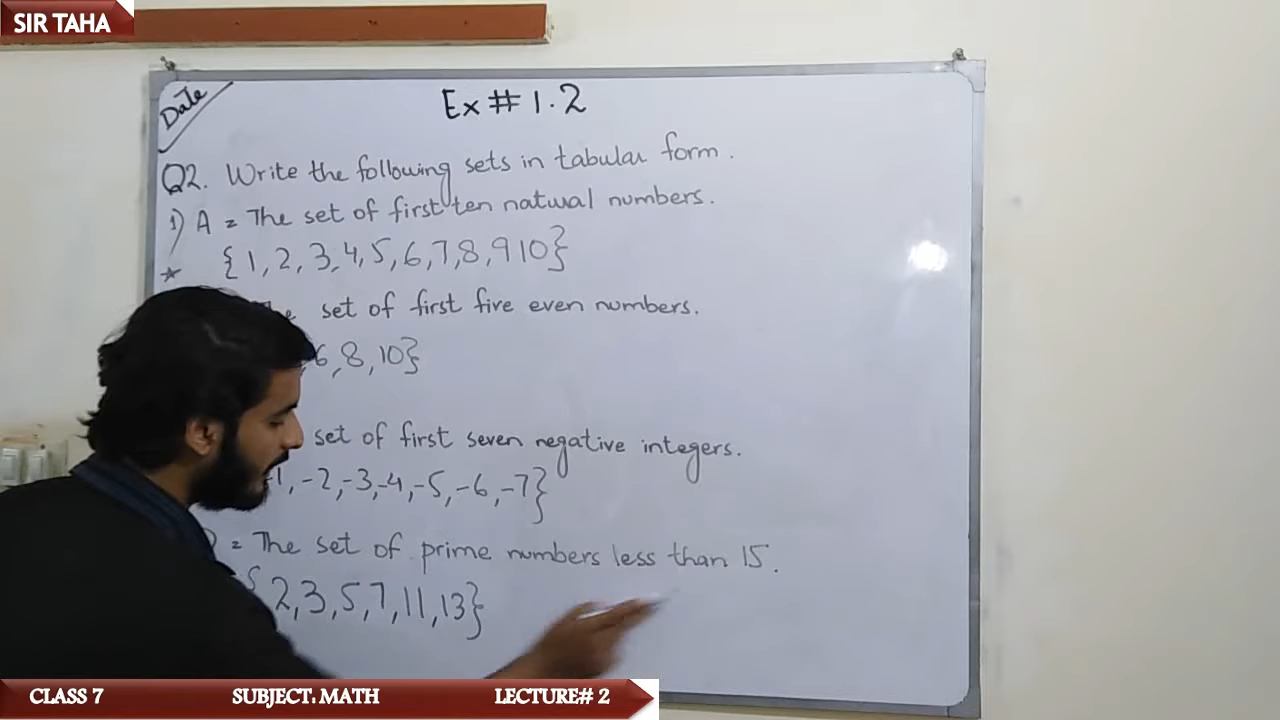 SIR TAHA
Date
Ex # 1.2
Q2. Write the following sets in tabular form.
1) A = The set of first ten natural numbers.
* {1, 2, 3, 4, 5, 6, 7, 8, 9 10}
set of first five even numbers.
6, 8, 10}
set of first seven negative integers.
-1, -2, -3, -4, -5, -6, -7}
= The set of prime numbers less than 15.
{ 2, 3, 5, 7, 11, 13}
CLASS 7 SUBJECT: MATH LECTURE# 2